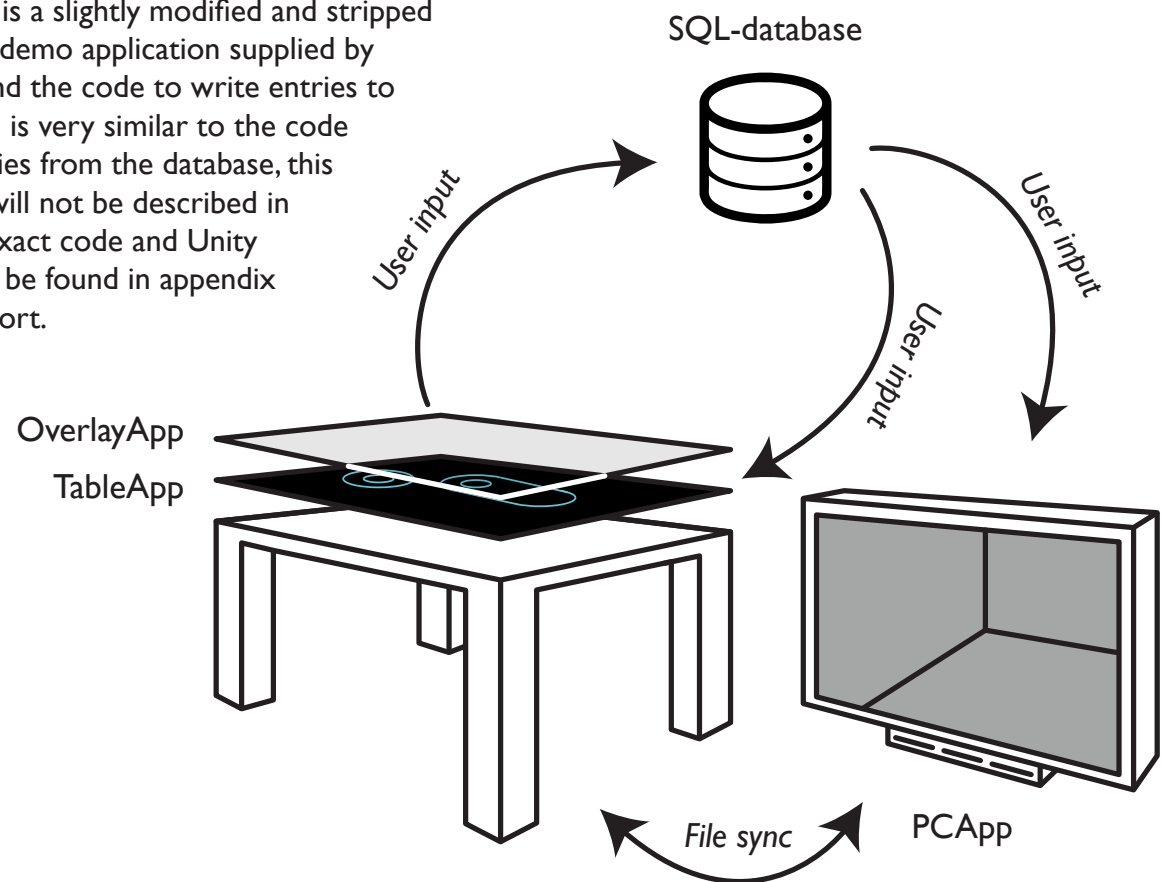 is a slightly modified and stripped
demo application supplied by
nd the code to write entries to
is very similar to the code
ies from the database, this
will not be described in
xact code and Unity
be found in appendix
ort.
SQL-database
User input
User input
User input
OverlayApp
TableApp
PCApp
File sync